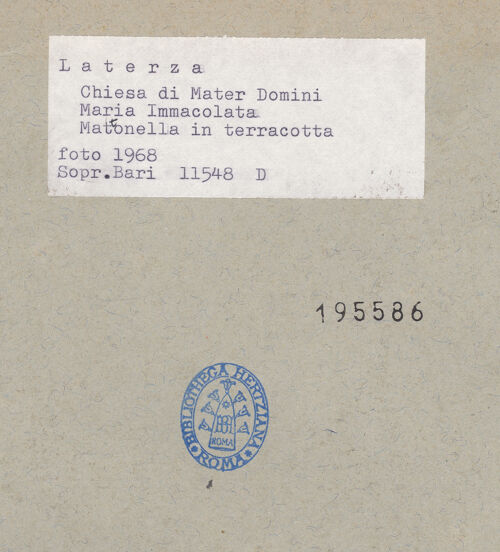 Laterza
Chiesa di Mater Domini
Maria Immacolata
Mattonella in terracotta
foto 1968
Sopr.Bari 11548 D
195586
BIBLIOTHECA HERTZIANA
ROMA
ROMA